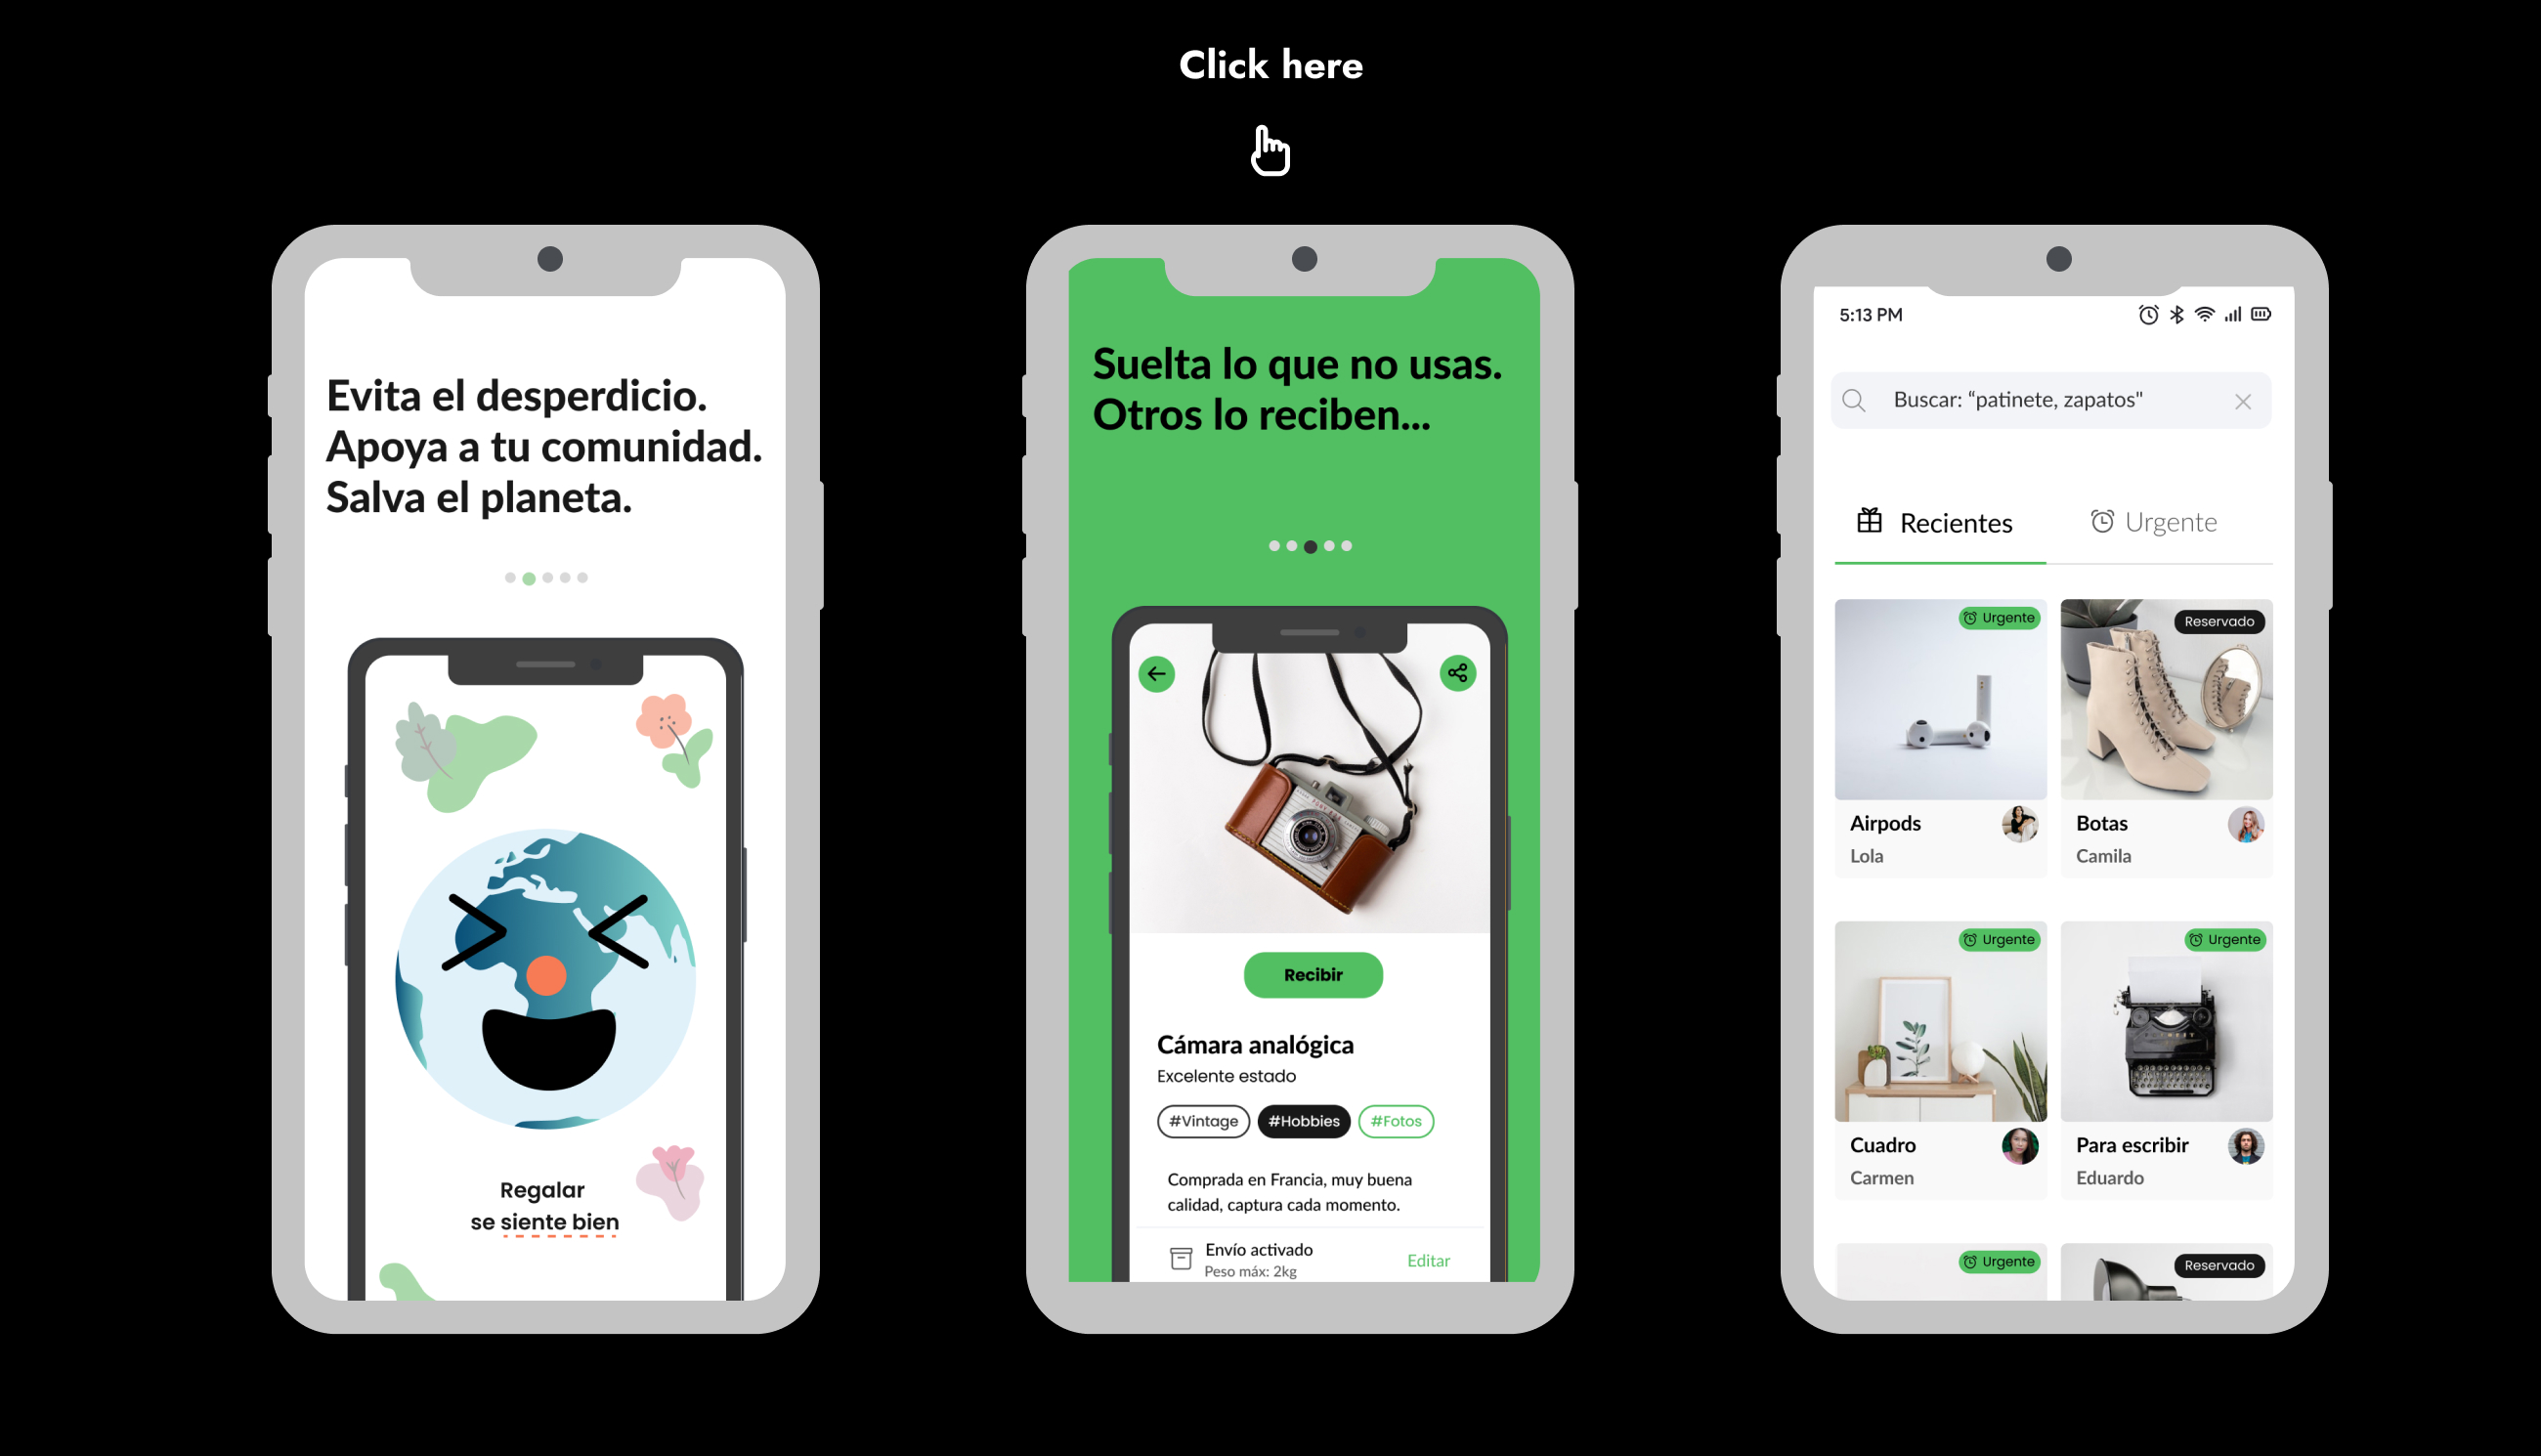 Click here
Evita el desperdicio.
Apoya a tu comunidad.
Salva el planeta.
Regalar
se siente bien
Suelta lo que no usas.
Otros lo reciben...
Recibir
Cámara analógica
Excelente estado
#Vintage #Hobbies #Fotos
Comprada en Francia, muy buena
calidad, captura cada momento.
Envío activado
Peso máx: 2kg
Editar
5:13 PM
Buscar: “patinete, zapatos"
Recientes Urgente
Urgente Reservado
Airpods Botas
Lola Camila
Urgente Urgente
Cuadro Para escribir
Carmen Eduardo
Urgente Reservado